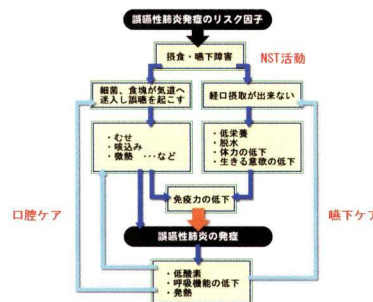 誤嚥性肺炎発症のリスク因子
摂食・嚥下障害
NST活動
細菌、食塊が気道へ
迷入し誤嚥を起こす
経口摂取が出来ない
・むせ
・咳込み
・微熱 …など
・低栄養
・脱水
・体力の低下
・生きる意欲の低下
免疫力の低下
口腔ケア
嚥下ケア
誤嚥性肺炎の発症
・低酸素
・呼吸機能の低下
・発熱